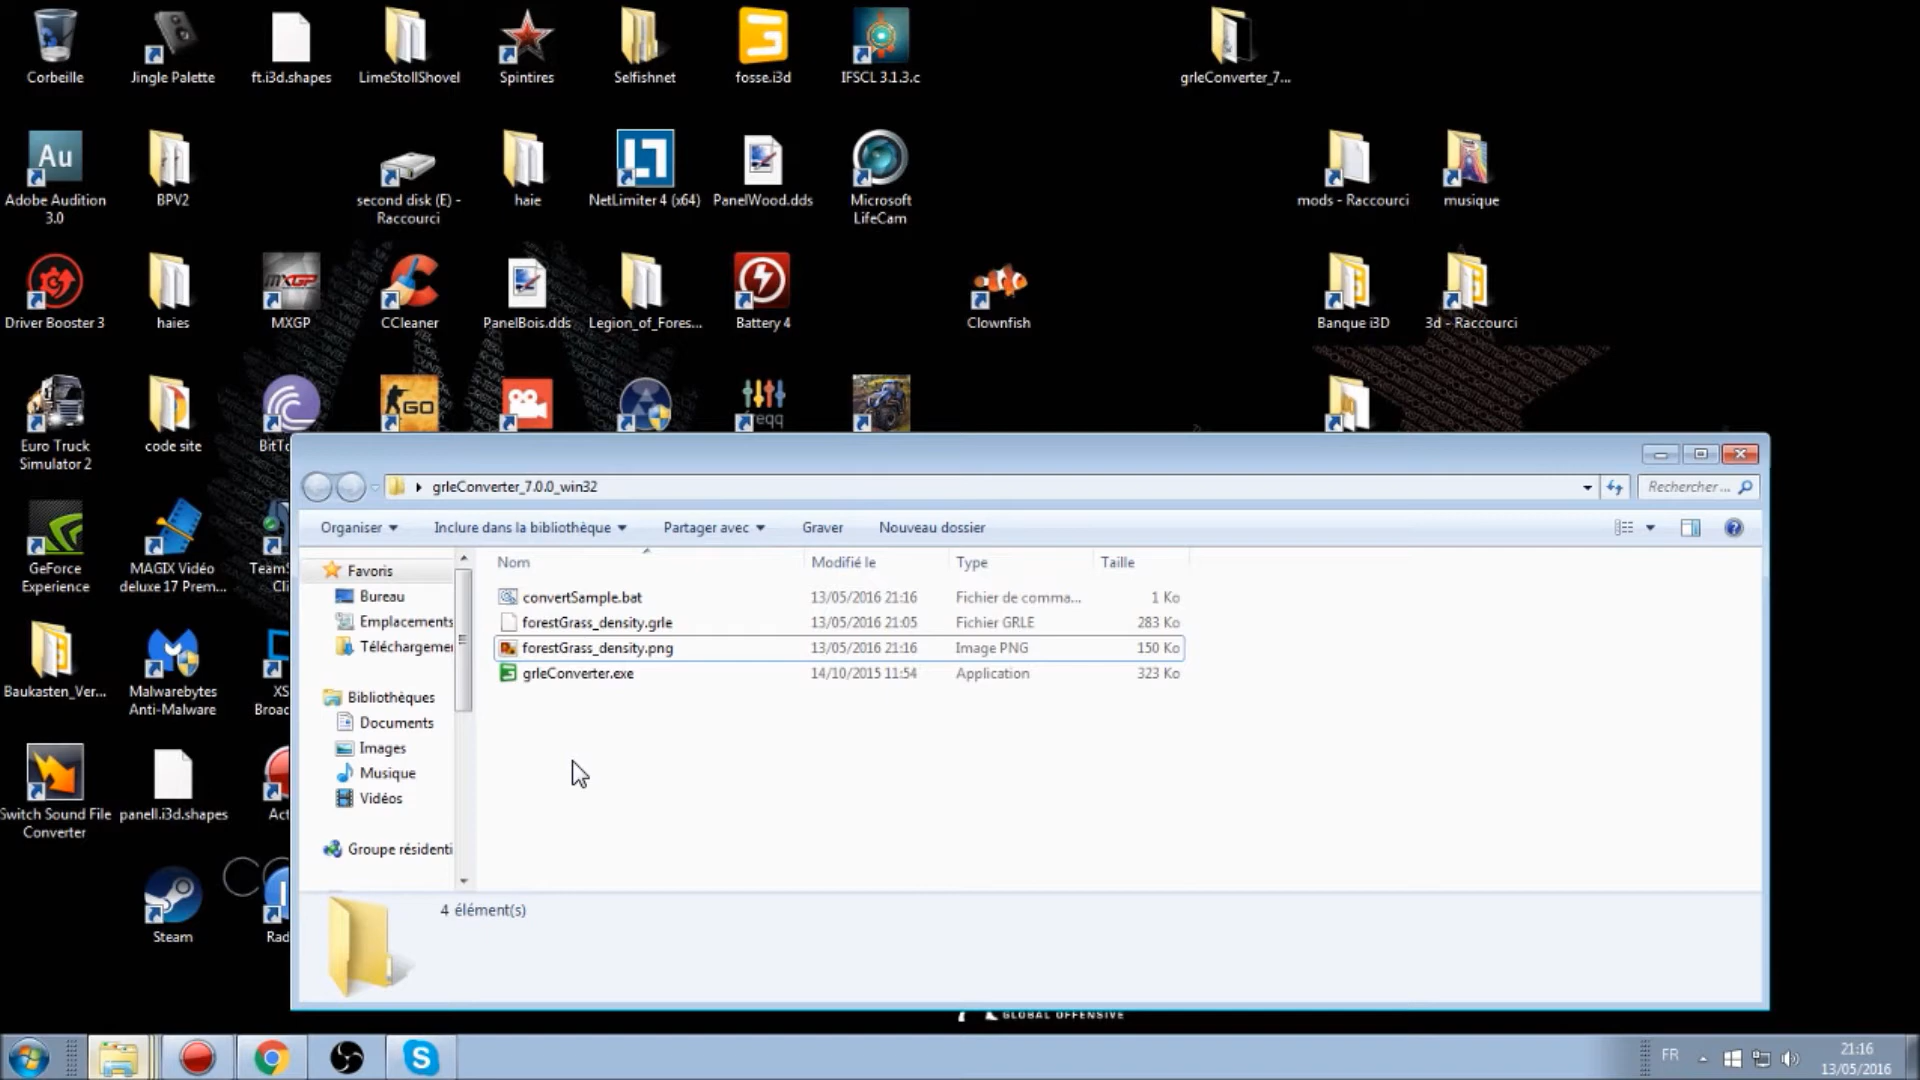 Corbeille
Jingle Palette
ft.i3d.shapes
LimeStollShovel
Spintires
Selfishnet
fosse.i3d
IFSCL 3.1.3.c
grleConverter_7...
Au
Adobe Audition
3.0
BPV2
second disk (E) -
Raccourci
haie
NetLimiter 4 (x64)
PanelWood.dds
Microsoft
LifeCam
mods - Raccourci
musique
Driver Booster 3
haies
MXGP
MXGP
CCleaner
PanelBois.dds
Legion_of_Fores...
Battery 4
Clownfish
Banque i3D
3d - Raccourci
Euro Truck
Simulator 2
code site
BitTo
GO
reqq
grleConverter_7.0.0_win32
Rechercher...
Organiser
Inclure dans la bibliothèque
Partager avec
Graver
Nouveau dossier
Nom
Modifié le
Type
Taille
Favoris
Bureau
Emplacements
Téléchargeme
Bibliothèques
Documents
Images
Musique
Vidéos
Groupe résidenti
convertSample.bat
13/05/2016 21:16
Fichier de comma...
1 Ko
forestGrass_density.grle
13/05/2016 21:05
Fichier GRLE
283 Ko
forestGrass_density.png
13/05/2016 21:16
Image PNG
150 Ko
grleConverter.exe
14/10/2015 11:54
Application
323 Ko
4 élément(s)
GeForce
Experience
MAGIX Vidéo
deluxe 17 Prem...
TeamS
Cli
Baukasten_Ver...
Malwarebytes
Anti-Malware
XS
Broac
Switch Sound File
Converter
panell.i3d.shapes
Act
Steam
Rad
GLOBAL OFFENSIVE
FR
21:16
13/05/2016